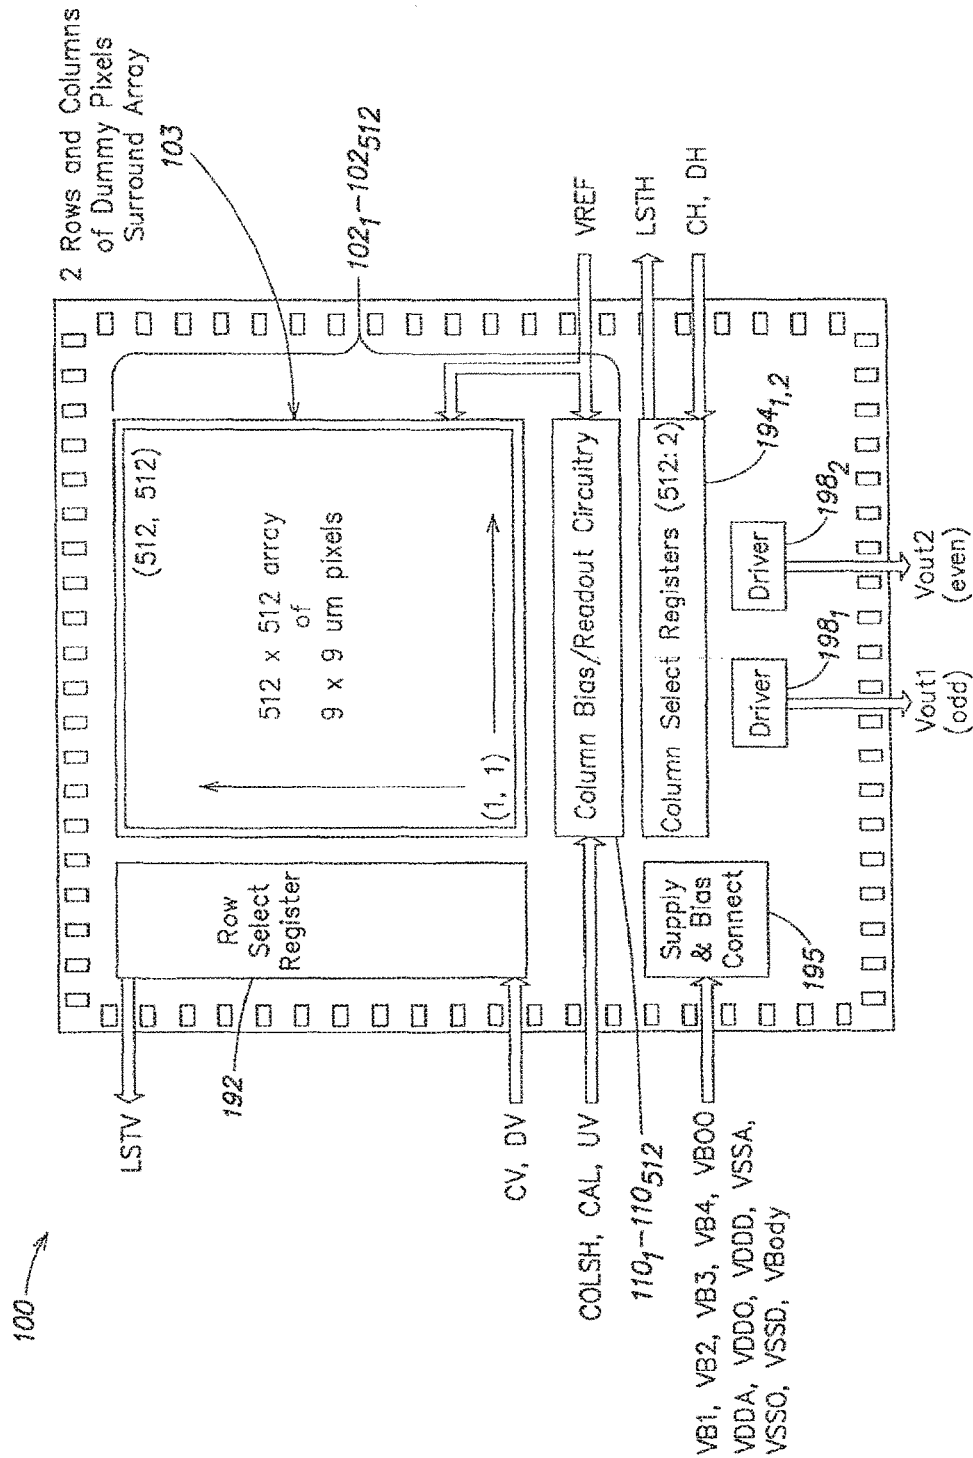 100
2 Rows and Columns
of Dummy Pixels
Surround Array
103
102₁–102₅₁₂
LSTV
192
CV, DV
Row
Select
Register
(512, 512)
512 x 512 array
of
9 x 9 um pixels
(1, 1)
VREF
COLSH, CAL, UV
110₁–110₅₁₂
Column Bias/Readout Circuitry
LSTH
Column Select Registers (512:2)
CH, DH
194₁,₂
VB1, VB2, VB3, VB4, VB00
VDDA, VDDO, VDDD, VSSA,
VSSO, VSSD, VBody
Supply
& Bias
Connect
195
Driver
198₁
Driver
198₂
Vout1
(odd)
Vout2
(even)